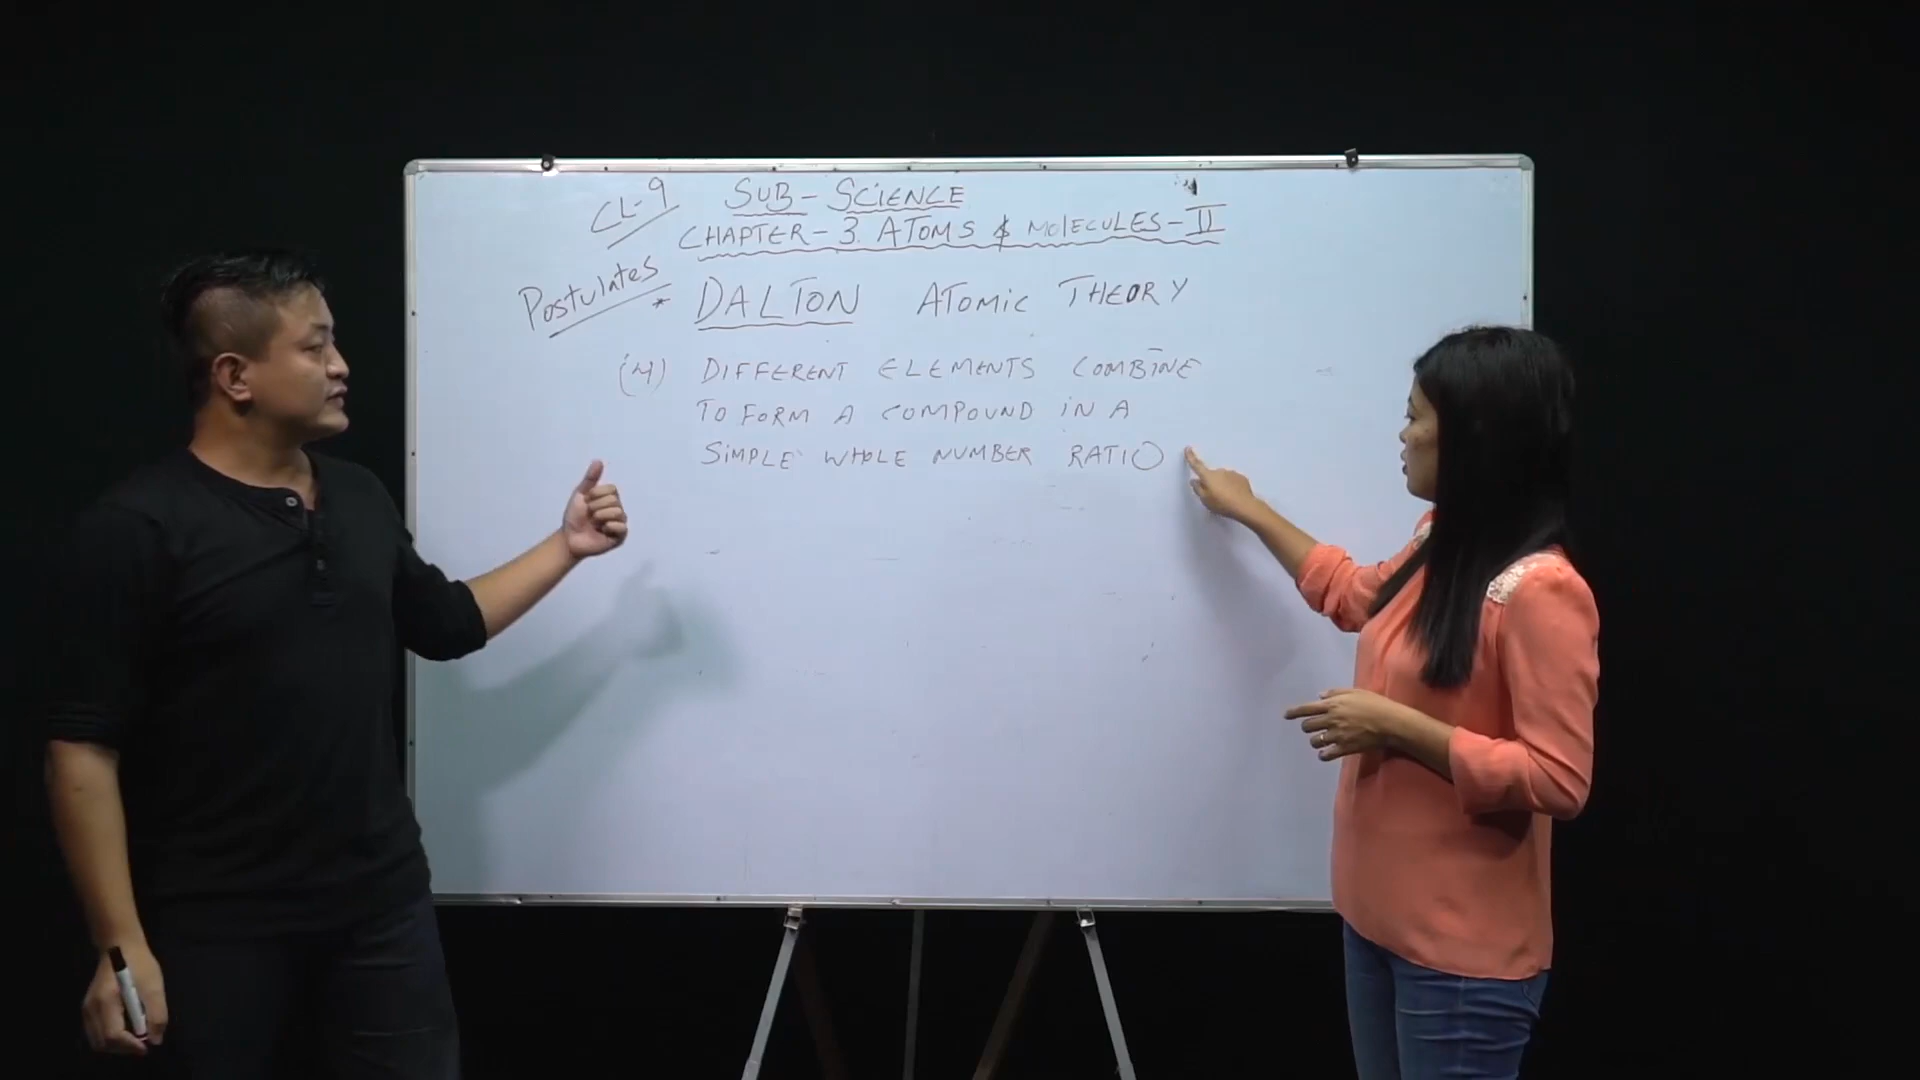 CL-9 SUB-SCIENCE
CHAPTER-3. ATOMS & MOLECULES-II
Postulates
* DALTON ATOMIC THEORY
(4) DIFFERENT ELEMENTS COMBINE
TO FORM A COMPOUND IN A
SIMPLE WHOLE NUMBER RATIO